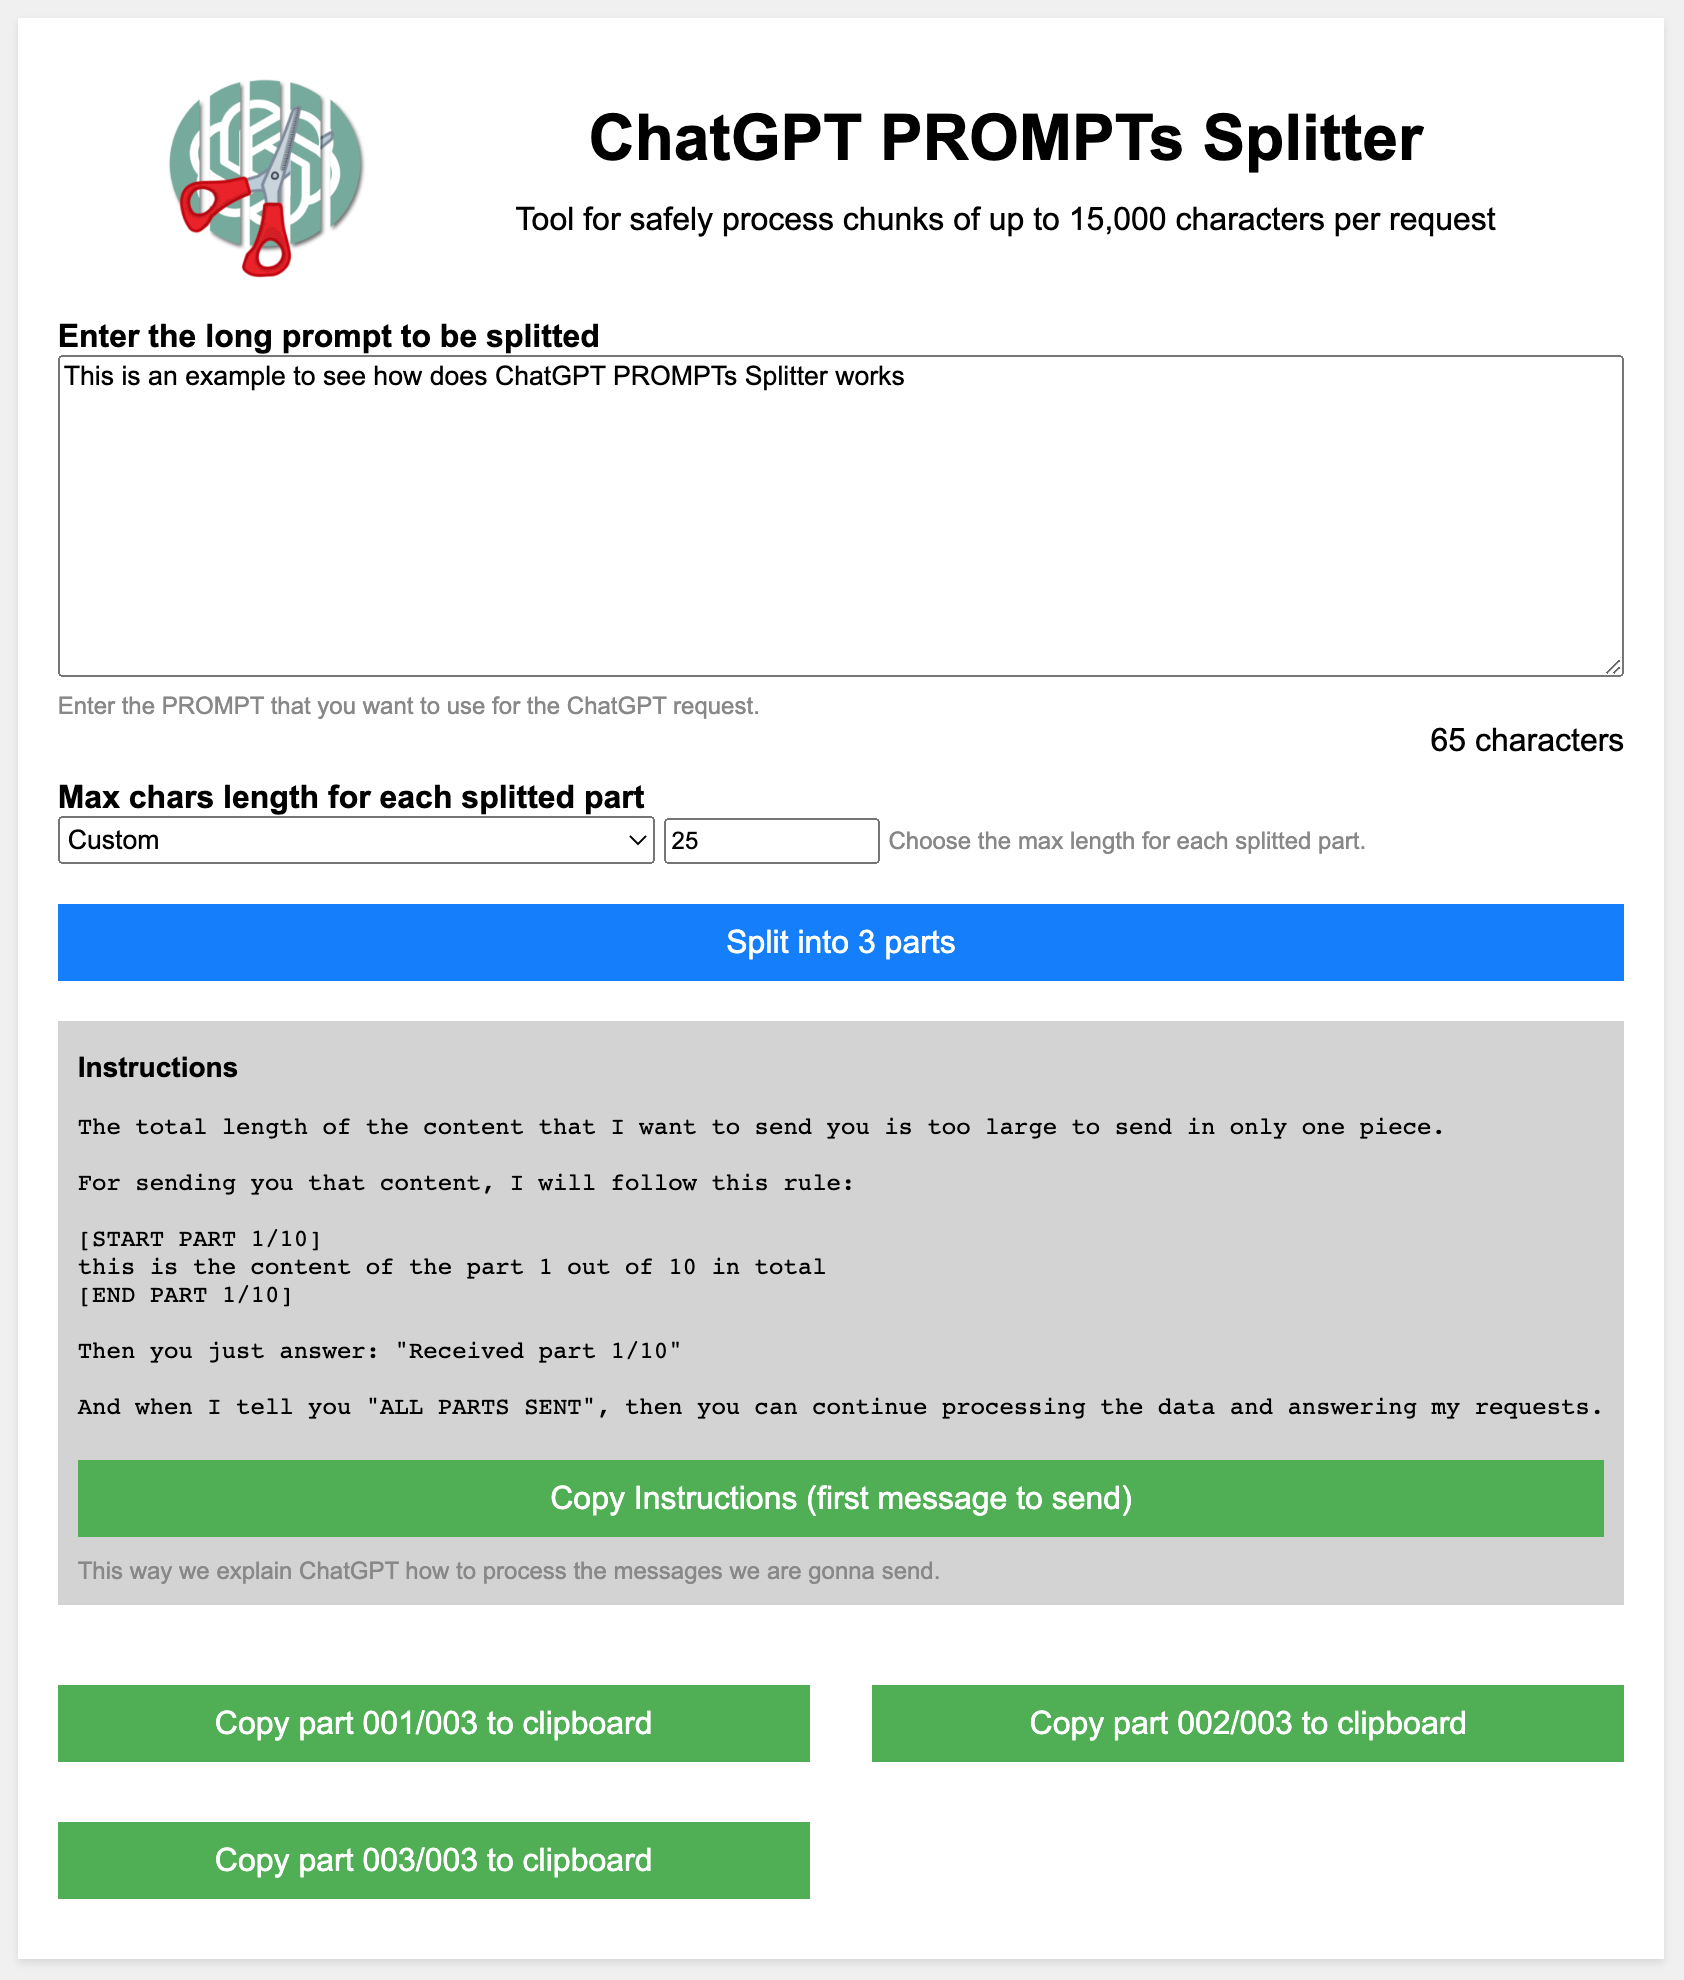 ChatGPT PROMPTs Splitter
Tool for safely process chunks of up to 15,000 characters per request
Enter the long prompt to be splitted
This is an example to see how does ChatGPT PROMPTs Splitter works
Enter the PROMPT that you want to use for the ChatGPT request.
65 characters
Max chars length for each splitted part
Custom 25 Choose the max length for each splitted part.
Split into 3 parts
Instructions
The total length of the content that I want to send you is too large to send in only one piece.
For sending you that content, I will follow this rule:
[START PART 1/10]
this is the content of the part 1 out of 10 in total
[END PART 1/10]
Then you just answer: "Received part 1/10"
And when I tell you "ALL PARTS SENT", then you can continue processing the data and answering my requests.
Copy Instructions (first message to send)
This way we explain ChatGPT how to process the messages we are gonna send.
Copy part 001/003 to clipboard
Copy part 002/003 to clipboard
Copy part 003/003 to clipboard